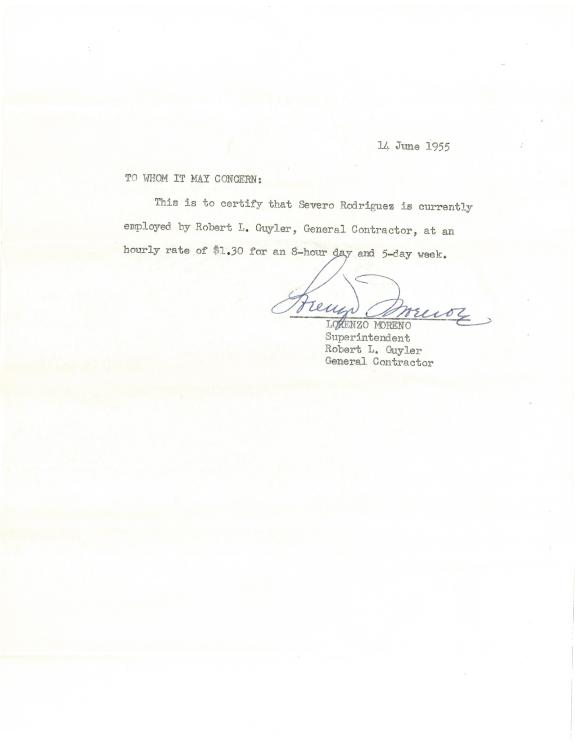 14 June 1955
TO WHOM IT MAY CONCERN:
This is to certify that Severo Rodriguez is currently
employed by Robert L. Guyler, General Contractor, at an
hourly rate of $1.30 for an 8-hour day and 5-day week.
Lorenzo Moreno
LORENZO MORENO
Superintendent
Robert L. Guyler
General Contractor